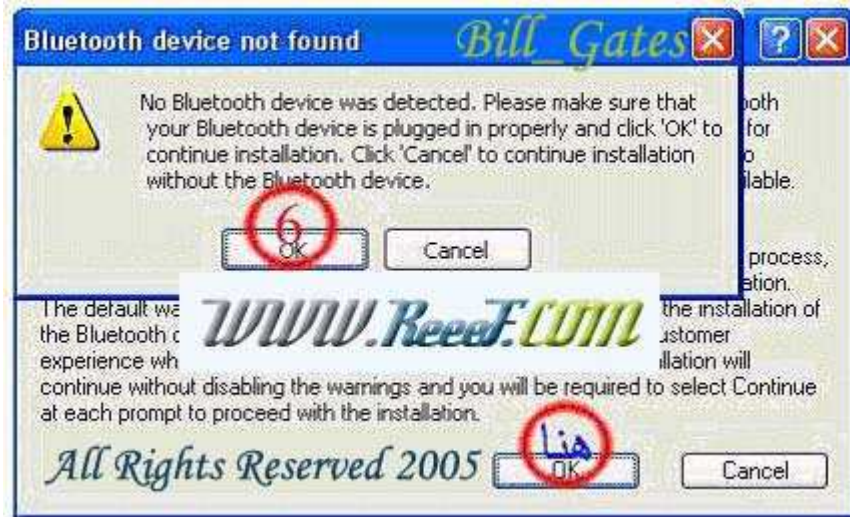 Bluetooth device not found
Bill_Gates
No Bluetooth device was detected. Please make sure that
your Bluetooth device is plugged in properly and click 'OK' to
continue installation. Click 'Cancel' to continue installation
without the Bluetooth device.
6
OK
Cancel
for
process,
www.ReeeF.Com
The default
the installation of
the Bluetooth
experience
will
continue without disabling the warnings and you will be required to select Continue
at each prompt to proceed with the installation.
All Rights Reserved 2005
هنا
OK
Cancel